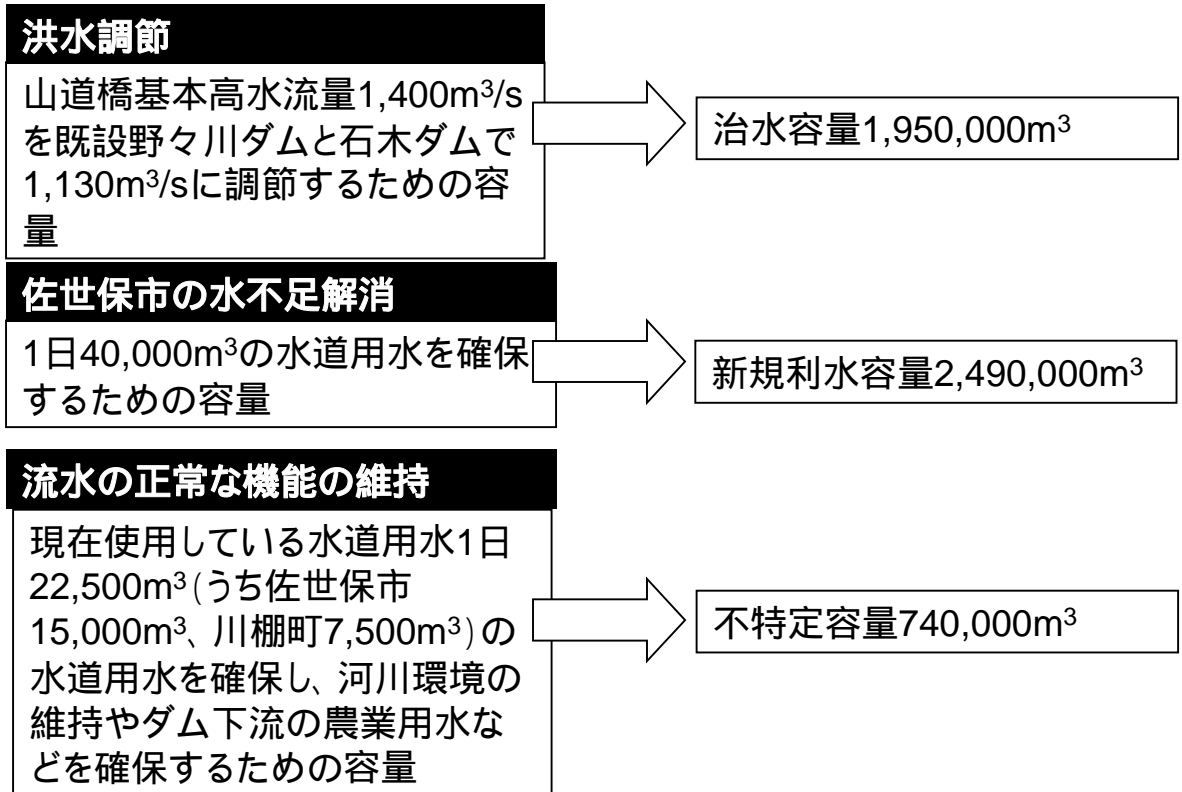 洪水調節
山道橋基本高水流量1,400m³/s
を既設野々川ダムと石木ダムで
1,130m³/sに調節するための容
量
治水容量1,950,000m³
佐世保市の水不足解消
1日40,000m³の水道用水を確保
するための容量
新規利水容量2,490,000m³
流水の正常な機能の維持
現在使用している水道用水1日
22,500m³(うち佐世保市
15,000m³、川棚町7,500m³)の
水道用水を確保し、河川環境の
維持やダム下流の農業用水な
どを確保するための容量
不特定容量740,000m³